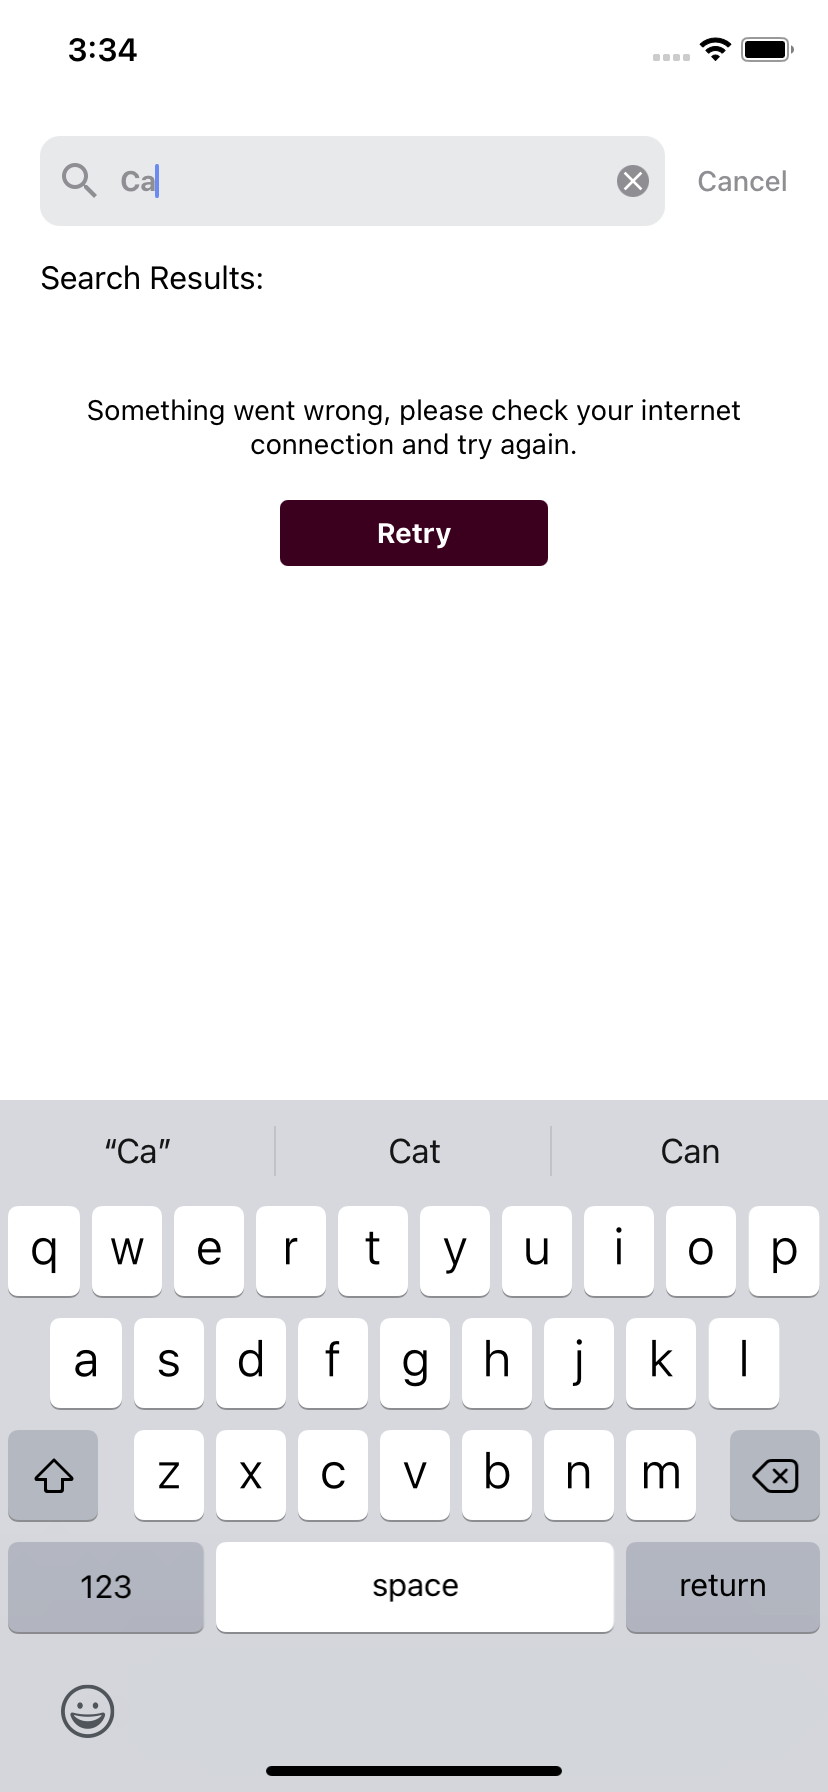 3:34
Ca
Cancel
Search Results:
Something went wrong, please check your internet
connection and try again.
Retry
“Ca” Cat Can
q w e r t y u i o p
a s d f g h j k l
z x c v b n m
123 space return